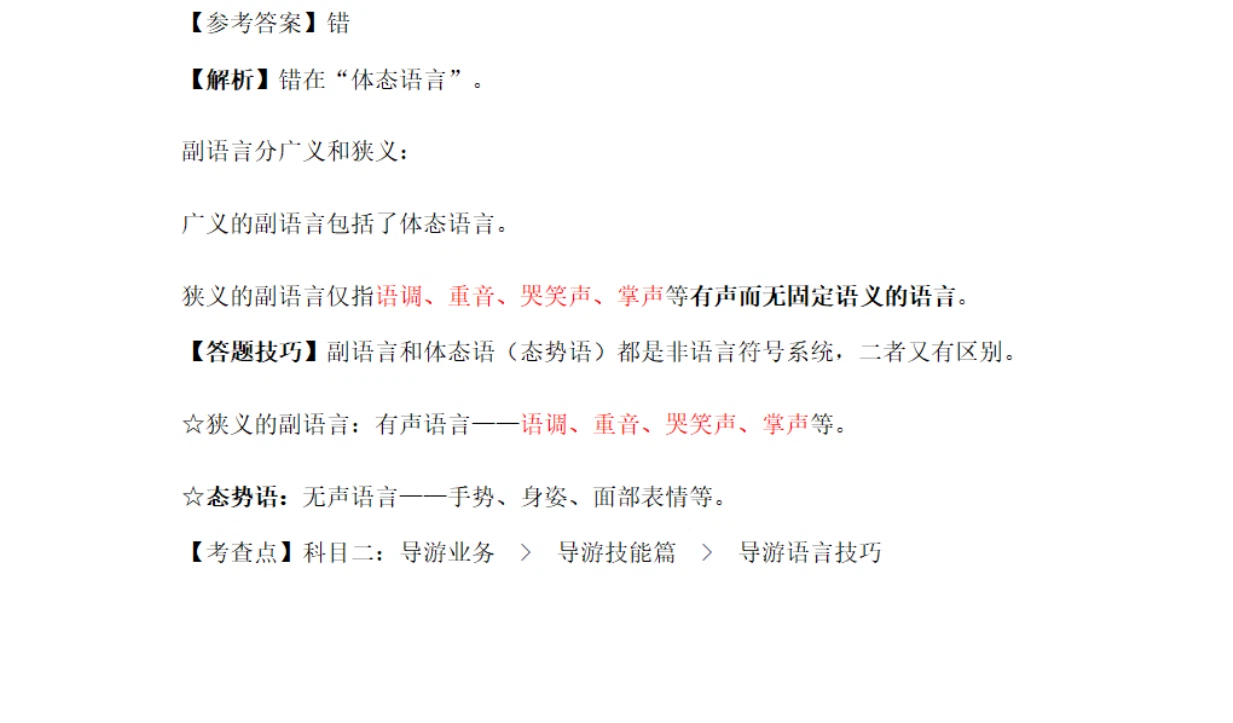 【参考答案】错
【解析】错在“体态语言”。
副语言分广义和狭义：
广义的副语言包括了体态语言。
狭义的副语言仅指语调、重音、哭笑声、掌声等有声而无固定语义的语言。
【答题技巧】副语言和体态语（态势语）都是非语言符号系统，二者又有区别。
☆狭义的副语言：有声语言——语调、重音、哭笑声、掌声等。
☆态势语：无声语言——手势、身姿、面部表情等。
【考查点】科目二：导游业务 > 导游技能篇 > 导游语言技巧